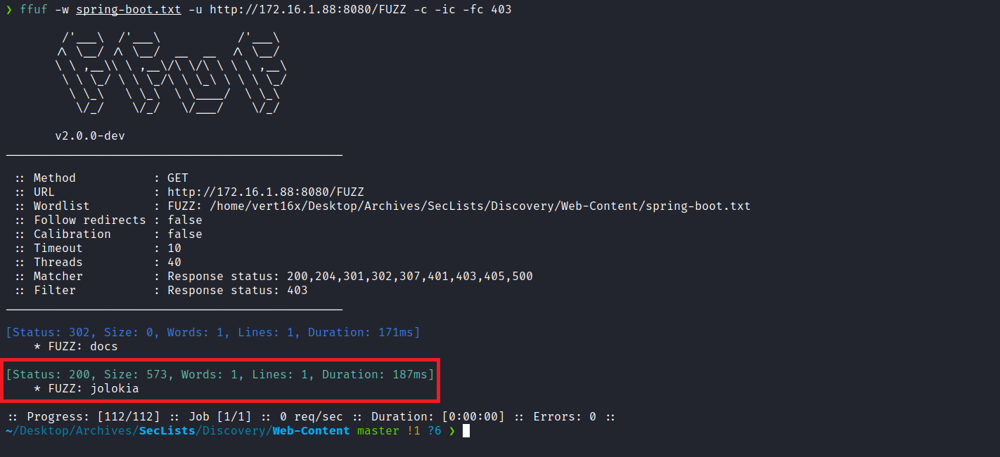 ❯ ffuf -w spring-boot.txt -u http://172.16.1.88:8080/FUZZ -c -ic -fc 403
        /'___\  /'___\           /'___\
       /\ \__/ /\ \__/  __  __  /\ \__/
       \ \ ,__\\ \ ,__\/\ \/\ \ \ \ ,__\
        \ \ \_/ \ \ \_/\ \ \_\ \ \ \ \_/
         \ \_\   \ \_\  \ \____/  \ \_\
          \/_/    \/_/   \/___/    \/_/
       v2.0.0-dev
________________________________________________
 :: Method           : GET
 :: URL              : http://172.16.1.88:8080/FUZZ
 :: Wordlist         : FUZZ: /home/vert16x/Desktop/Archives/SecLists/Discovery/Web-Content/spring-boot.txt
 :: Follow redirects : false
 :: Calibration      : false
 :: Timeout          : 10
 :: Threads          : 40
 :: Matcher          : Response status: 200,204,301,302,307,401,403,405,500
 :: Filter           : Response status: 403
________________________________________________
[Status: 302, Size: 0, Words: 1, Lines: 1, Duration: 171ms]
    * FUZZ: docs
[Status: 200, Size: 573, Words: 1, Lines: 1, Duration: 187ms]
    * FUZZ: jolokia
:: Progress: [112/112] :: Job [1/1] :: 0 req/sec :: Duration: [0:00:00] :: Errors: 0 ::
~/Desktop/Archives/SecLists/Discovery/Web-Content master !1 ?6 ❯